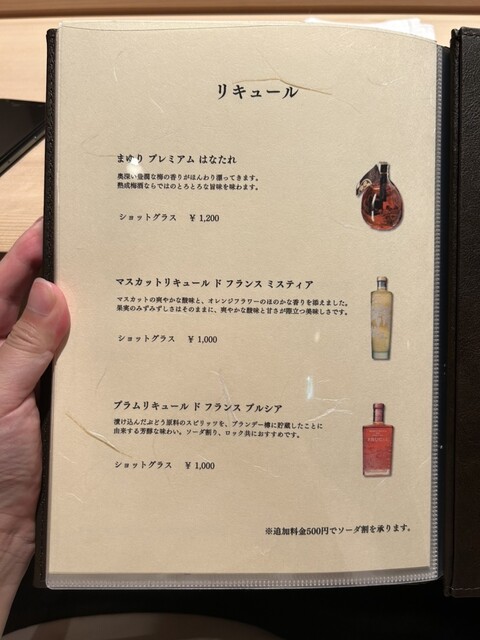 リキュール
まゆり プレミアム はなたれ
奥深い豊潤な梅の香りがほんわり漂ってきます。
熟成梅酒ならではのとろとろな旨味を味わます。
ショットグラス ¥ 1,200
マスカットリキュール ド フランス ミスティア
マスカットの爽やかな酸味と、オレンジフラワーのほのかな香りを添えました。
果実のみずみずしさはそのままに、爽やかな酸味と甘さが際立つ美味しさです。
ショットグラス ¥ 1,000
プラムリキュール ド フランス プルシア
漬け込んだぶどう原料のスピリッツを、ブランデー樽に貯蔵したことに
由来する芳醇な味わい。ソーダ割り、ロック共におすすめです。
ショットグラス ¥ 1,000
※追加料金500円でソーダ割を承ります。